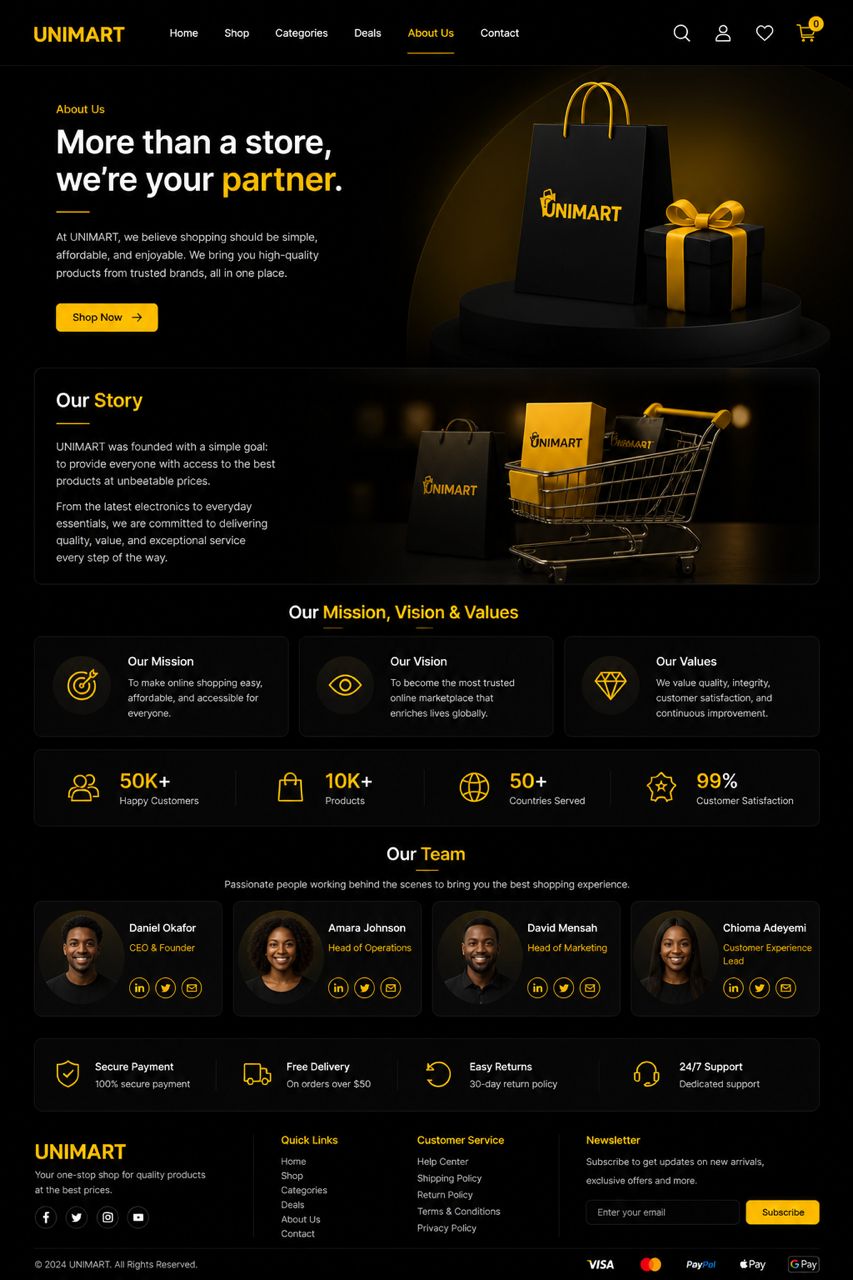 UNIMART
Home
Shop
Categories
Deals
About Us
Contact
0
About Us
More than a store,
we're your partner.
At UNIMART, we believe shopping should be simple,
affordable, and enjoyable. We bring you high-quality
products from trusted brands, all in one place.
Shop Now
UNIMART
Our Story
UNIMART was founded with a simple goal:
to provide everyone with access to the best
products at unbeatable prices.
From the latest electronics to everyday
essentials, we are committed to delivering
quality, value, and exceptional service
every step of the way.
UNIMART
UNIMART
UNIMART
Our Mission, Vision & Values
Our Mission
To make online shopping easy,
affordable, and accessible for
everyone.
Our Vision
To become the most trusted
online marketplace that
enriches lives globally.
Our Values
We value quality, integrity,
customer satisfaction, and
continuous improvement.
50K+
Happy Customers
10K+
Products
50+
Countries Served
99%
Customer Satisfaction
Our Team
Passionate people working behind the scenes to bring you the best shopping experience.
Daniel Okafor
CEO & Founder
in
Amara Johnson
Head of Operations
in
David Mensah
Head of Marketing
in
Chioma Adeyemi
Customer Experience
Lead
in
Secure Payment
100% secure payment
Free Delivery
On orders over $50
Easy Returns
30-day return policy
24/7 Support
Dedicated support
UNIMART
Your one-stop shop for quality products
at the best prices.
Quick Links
Home
Shop
Categories
Deals
About Us
Contact
Customer Service
Help Center
Shipping Policy
Return Policy
Terms & Conditions
Privacy Policy
Newsletter
Subscribe to get updates on new arrivals,
exclusive offers and more.
Enter your email
Subscribe
© 2024 UNIMART. All Rights Reserved.
VISA
PayPal
Pay
G Pay